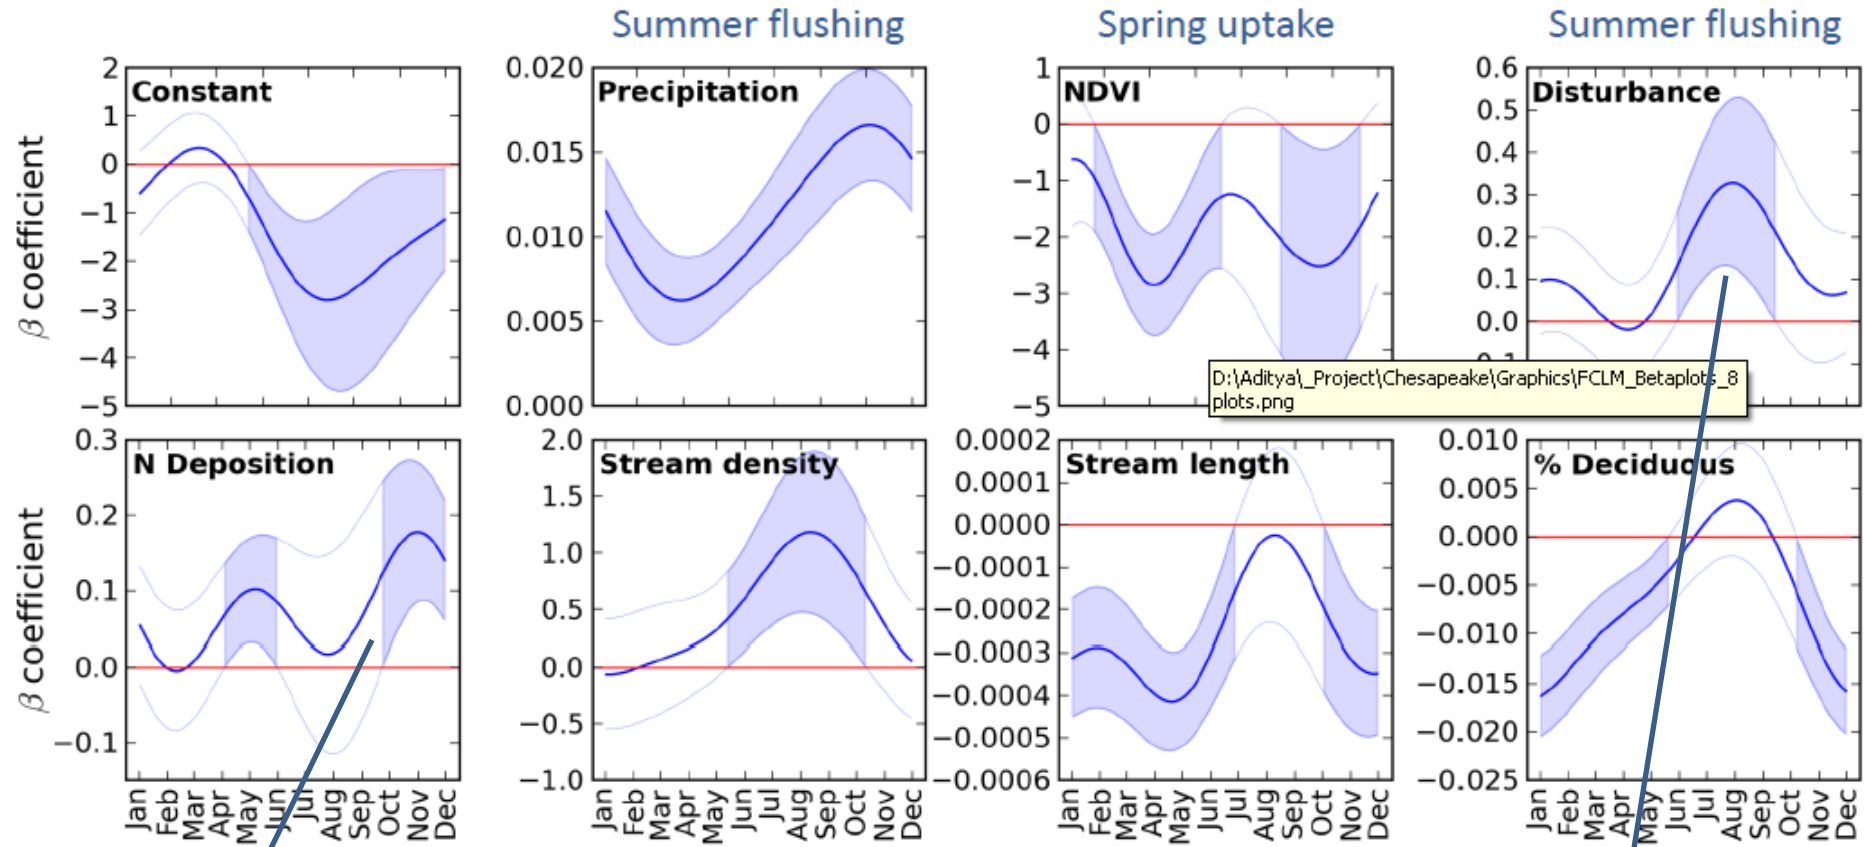 Summer flushing
Spring uptake
Summer flushing
β coefficient
2
1
0
−1
−2
−3
−4
−5
Constant
0.020
0.015
0.010
0.005
0.000
Precipitation
1
0
−1
−2
−3
−4
−5
NDVI
0.6
0.5
0.4
0.3
0.2
0.1
0.0
Disturbance
D:\Aditya\_Project\Chesapeake\Graphics\FCLM_Betaplots_8
plots.png
β coefficient
0.3
0.2
0.1
0.0
−0.1
N Deposition
Jan Feb Mar Apr May Jun Jul Aug Sep Oct Nov Dec
2.0
1.5
1.0
0.5
0.0
−0.5
−1.0
Stream density
Jan Feb Mar Apr May Jun Jul Aug Sep Oct Nov Dec
0.0002
0.0001
0.0000
−0.0001
−0.0002
−0.0003
−0.0004
−0.0005
−0.0006
Stream length
Jan Feb Mar Apr May Jun Jul Aug Sep Oct Nov Dec
0.010
0.005
0.000
−0.005
−0.010
−0.015
−0.020
−0.025
% Deciduous
Jan Feb Mar Apr May Jun Jul Aug Sep Oct Nov Dec